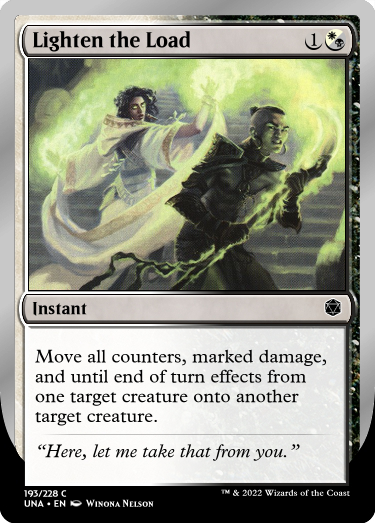 Lighten the Load 1
Instant
Move all counters, marked damage,
and until end of turn effects from
one target creature onto another
target creature.
“Here, let me take that from you.”
193/228 C
UNA • EN Winona Nelson ™ & 2022 Wizards of the Coast